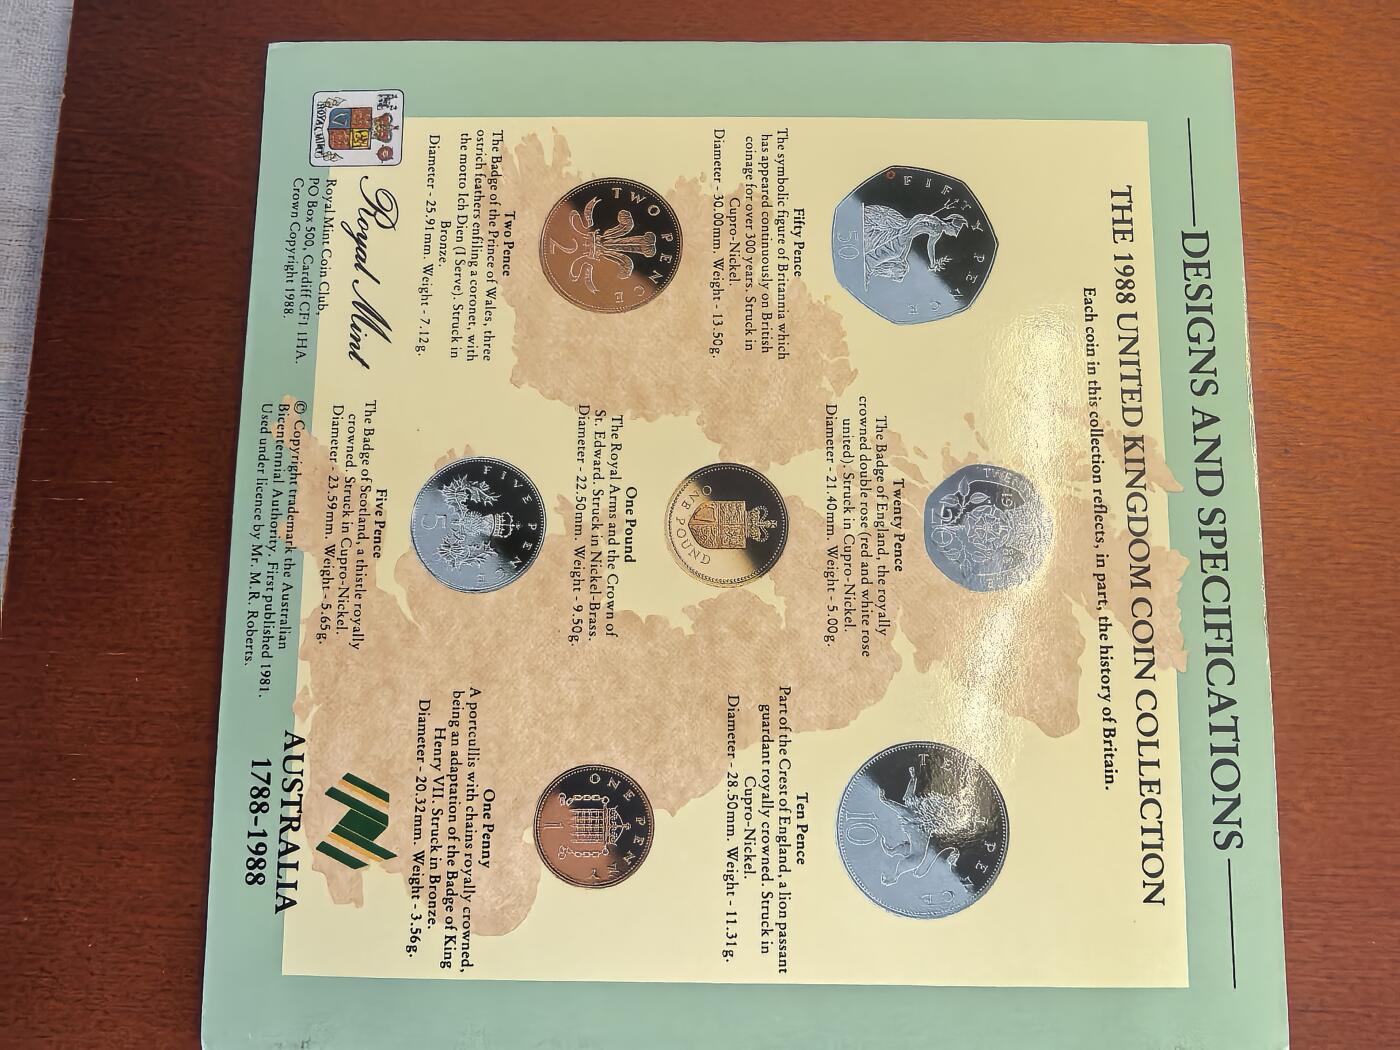 DESIGNS AND SPECIFICATIONS
THE 1988 UNITED KINGDOM COIN COLLECTION
Each coin in this collection reflects, in part, the history of Britain.
FIFTY PENCE
50
Fifty Pence
The symbolic figure of Britannia which
has appeared continuously on British
coinage for over 300 years. Struck in
Cupro-Nickel.
Diameter - 30.00mm. Weight - 13.50g.
TWENTY
20
Twenty Pence
The Badge of England, the royally
crowned double rose (red and white rose
united). Struck in Cupro-Nickel.
Diameter - 21.40mm. Weight - 5.00g.
TEN PENCE
10
Ten Pence
Part of the Crest of England, a lion passant
guardant royally crowned. Struck in
Cupro-Nickel.
Diameter - 28.50mm. Weight - 11.31g.
TWO PENCE
2
Two Pence
The Badge of the Prince of Wales, three
ostrich feathers enfiling a coronet, with
the motto Ich Dien (I Serve). Struck in
Bronze.
Diameter - 25.91mm. Weight - 7.12g.
ONE POUND
One Pound
The Royal Arms and the Crown of
St. Edward. Struck in Nickel-Brass.
Diameter - 22.50mm. Weight - 9.50g.
FIVE PENCE
5
Five Pence
The Badge of Scotland, a thistle royally
crowned. Struck in Cupro-Nickel.
Diameter - 23.59mm. Weight - 5.65g.
ONE PENNY
1
One Penny
A portcullis with chains royally crowned,
being an adaptation of the Badge of King
Henry VII. Struck in Bronze.
Diameter - 20.32mm. Weight - 3.56g.
ROYAL MINT
Royal Mint
Royal Mint Coin Club,
PO Box 500, Cardiff CF1 1HA.
Crown Copyright 1988.
© Copyright trademark the Australian
Bicentennial Authority. First published 1981.
Used under licence by Mr. M.R. Roberts.
AUSTRALIA
1788-1988